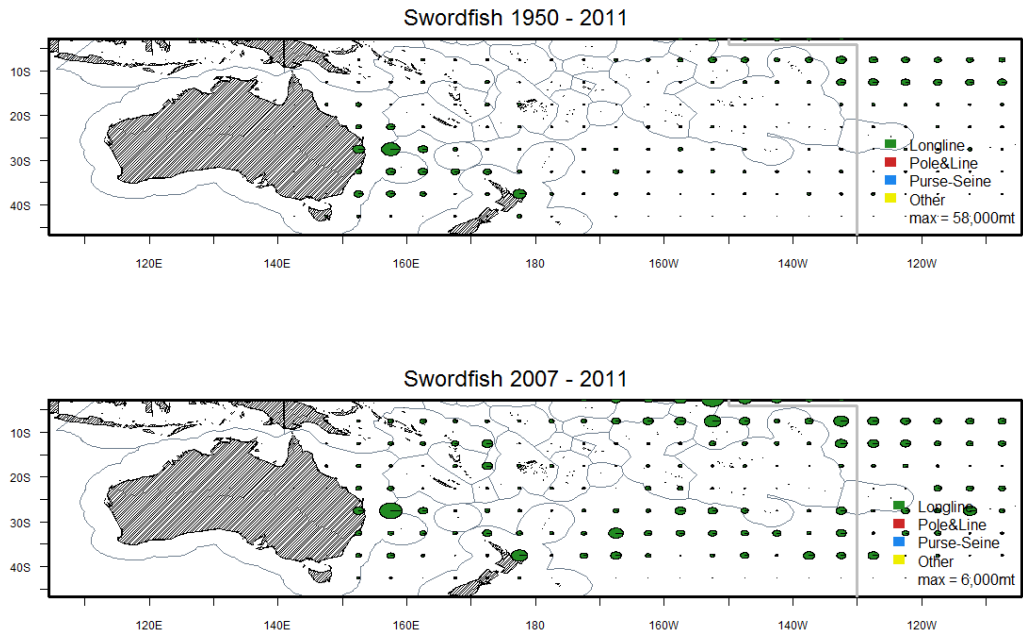 Swordfish 1950 - 2011
10S
20S
30S
40S
Longline
Pole&Line
Purse-Seine
Other
max = 58,000mt
120E 140E 160E 180 160W 140W 120W
Swordfish 2007 - 2011
10S
20S
30S
40S
Longline
Pole&Line
Purse-Seine
Other
max = 6,000mt
120E 140E 160E 180 160W 140W 120W